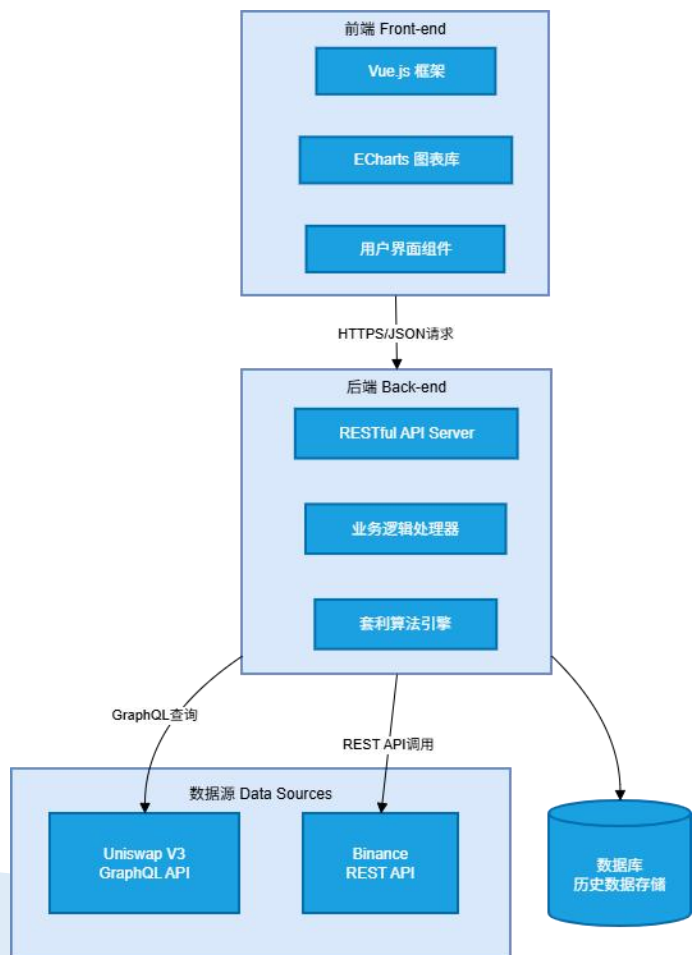 前端 Front-end
Vue.js 框架
ECharts 图表库
用户界面组件
HTTPS/JSON请求
后端 Back-end
RESTful API Server
业务逻辑处理器
套利算法引擎
GraphQL查询
REST API调用
数据源 Data Sources
Uniswap V3
GraphQL API
Binance
REST API
数据库
历史数据存储